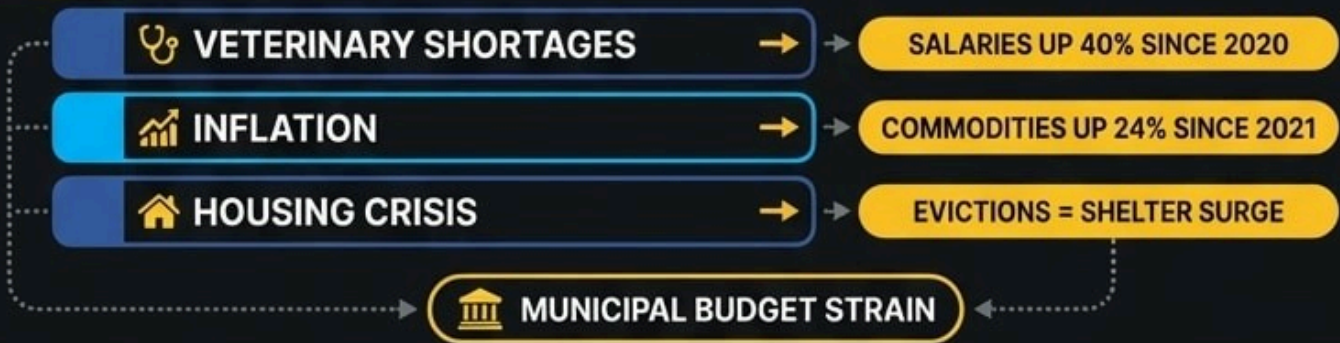 VETERINARY SHORTAGES
SALARIES UP 40% SINCE 2020
INFLATION
COMMODITIES UP 24% SINCE 2021
HOUSING CRISIS
EVICTIONS = SHELTER SURGE
MUNICIPAL BUDGET STRAIN